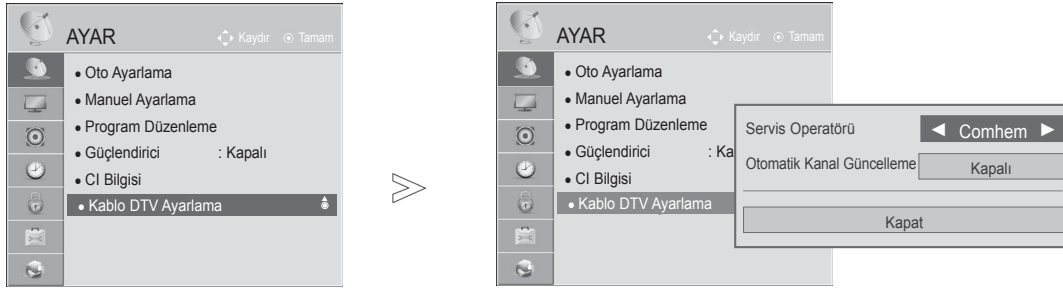 AYAR
Kaydır Tamam
• Oto Ayarlama
• Manuel Ayarlama
• Program Düzenleme
• Güçlendirici : Kapalı
• CI Bilgisi
• Kablo DTV Ayarlama
AYAR
Kaydır Tamam
• Oto Ayarlama
• Manuel Ayarlama
• Program Düzenleme
• Güçlendirici : Ka
• CI Bilgisi
• Kablo DTV Ayarlama
Servis Operatörü ◀ Comhem ▶
Otomatik Kanal Güncelleme Kapalı
Kapat